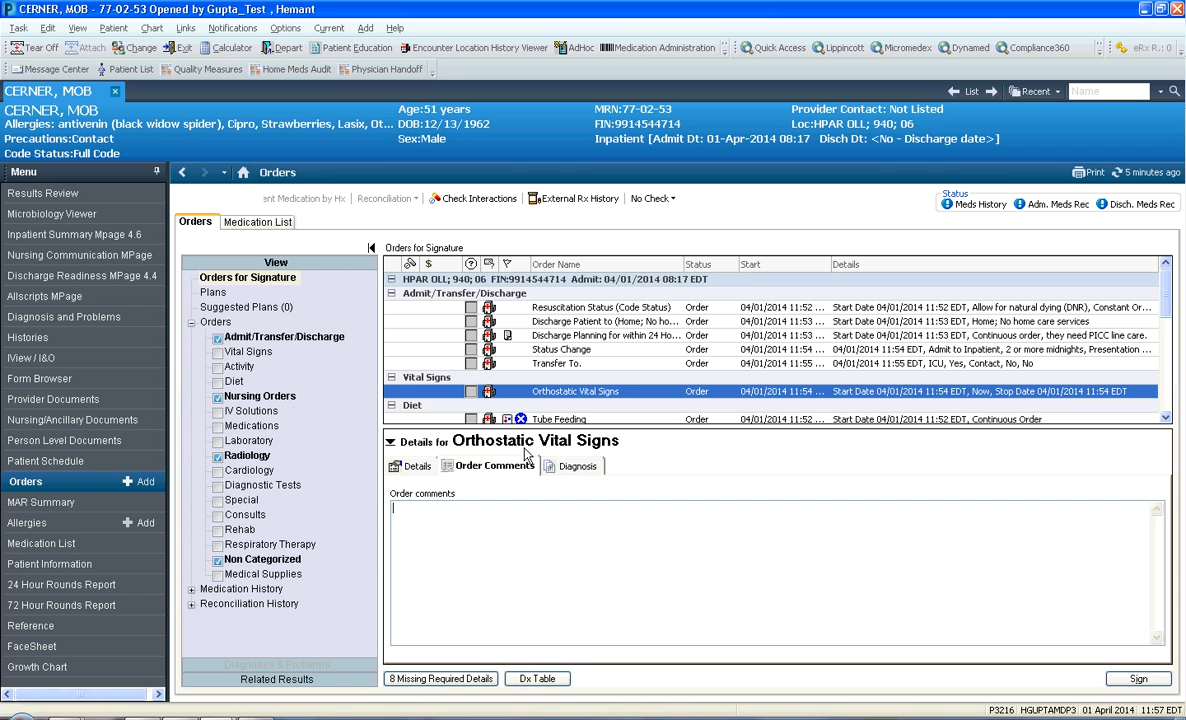 CERNER, MOB - 77-02-53 Opened by Gupta_Test , Hemant
Task Edit View Patient Chart Links Notifications Options Current Add Help
Tear Off Attach Change Exit Calculator Depart Patient Education Encounter Location History Viewer AdHoc Medication Administration Quick Access Lippincott Micromedex Dynamed Compliance360 eRx R.: 0
Message Center Patient List Quality Measures Home Meds Audit Physician Handoff
CERNER, MOB List Recent Name
CERNER, MOB Age:51 years MRN:77-02-53 Provider Contact: Not Listed
Allergies: antivenin (black widow spider), Cipro, Strawberries, Lasix, Ot... DOB:12/13/1962 FIN:9914544714 Loc:HPAR OLL; 940; 06
Precautions:Contact Sex:Male Inpatient [Admit Dt: 01-Apr-2014 08:17 Disch Dt: <No - Discharge date>]
Code Status:Full Code
Menu
Results Review
Microbiology Viewer
Inpatient Summary Mpage 4.6
Nursing Communication MPage
Discharge Readiness MPage 4.4
Allscripts MPage
Diagnosis and Problems
Histories
IView / I&O
Form Browser
Provider Documents
Nursing/Ancillary Documents
Person Level Documents
Patient Schedule
Orders Add
MAR Summary
Allergies Add
Medication List
Patient Information
24 Hour Rounds Report
72 Hour Rounds Report
Reference
FaceSheet
Growth Chart
Orders Print 5 minutes ago
ent Medication by Hx Reconciliation Check Interactions External Rx History No Check
Status
Meds History Adm. Meds Rec Disch. Meds Rec
Orders Medication List
View
Orders for Signature
Plans
Suggested Plans (0)
Orders
Admit/Transfer/Discharge
Vital Signs
Activity
Diet
Nursing Orders
IV Solutions
Medications
Laboratory
Radiology
Cardiology
Diagnostic Tests
Special
Consults
Rehab
Respiratory Therapy
Non Categorized
Medical Supplies
Medication History
Reconciliation History
Diagnoses & Problems
Related Results
Orders for Signature
$ Order Name Status Start Details
HPAR OLL; 940; 06 FIN:9914544714 Admit: 04/01/2014 08:17 EDT
Admit/Transfer/Discharge
Resuscitation Status (Code Status) Order 04/01/2014 11:52 ... Start Date 04/01/2014 11:52 EDT, Allow for natural dying (DNR), Constant Or...
Discharge Patient to (Home; No ho... Order 04/01/2014 11:53 ... Start Date 04/01/2014 11:53 EDT, Home; No home care services
Discharge Planning for within 24 Ho... Order 04/01/2014 11:53 ... Start Date 04/01/2014 11:53 EDT, Continuous order, they need PICC line care.
Status Change Order 04/01/2014 11:54 ... 04/01/2014 11:54 EDT, Admit to Inpatient, 2 or more midnights, Presentation ...
Transfer To. Order 04/01/2014 11:55 ... 04/01/2014 11:55 EDT, ICU, Yes, Contact, No, No
Vital Signs
Orthostatic Vital Signs Order 04/01/2014 11:54 ... Start Date 04/01/2014 11:54 EDT, Now, Stop Date 04/01/2014 11:54 EDT
Diet
Tube Feeding Order 04/01/2014 11:52 ... Start Date 04/01/2014 11:52 EDT, Continuous Order
Details for Orthostatic Vital Signs
Details Order Comments Diagnosis
Order comments
8 Missing Required Details Dx Table Sign
P3216 HGUPTAMDP3 01 April 2014 11:57 EDT